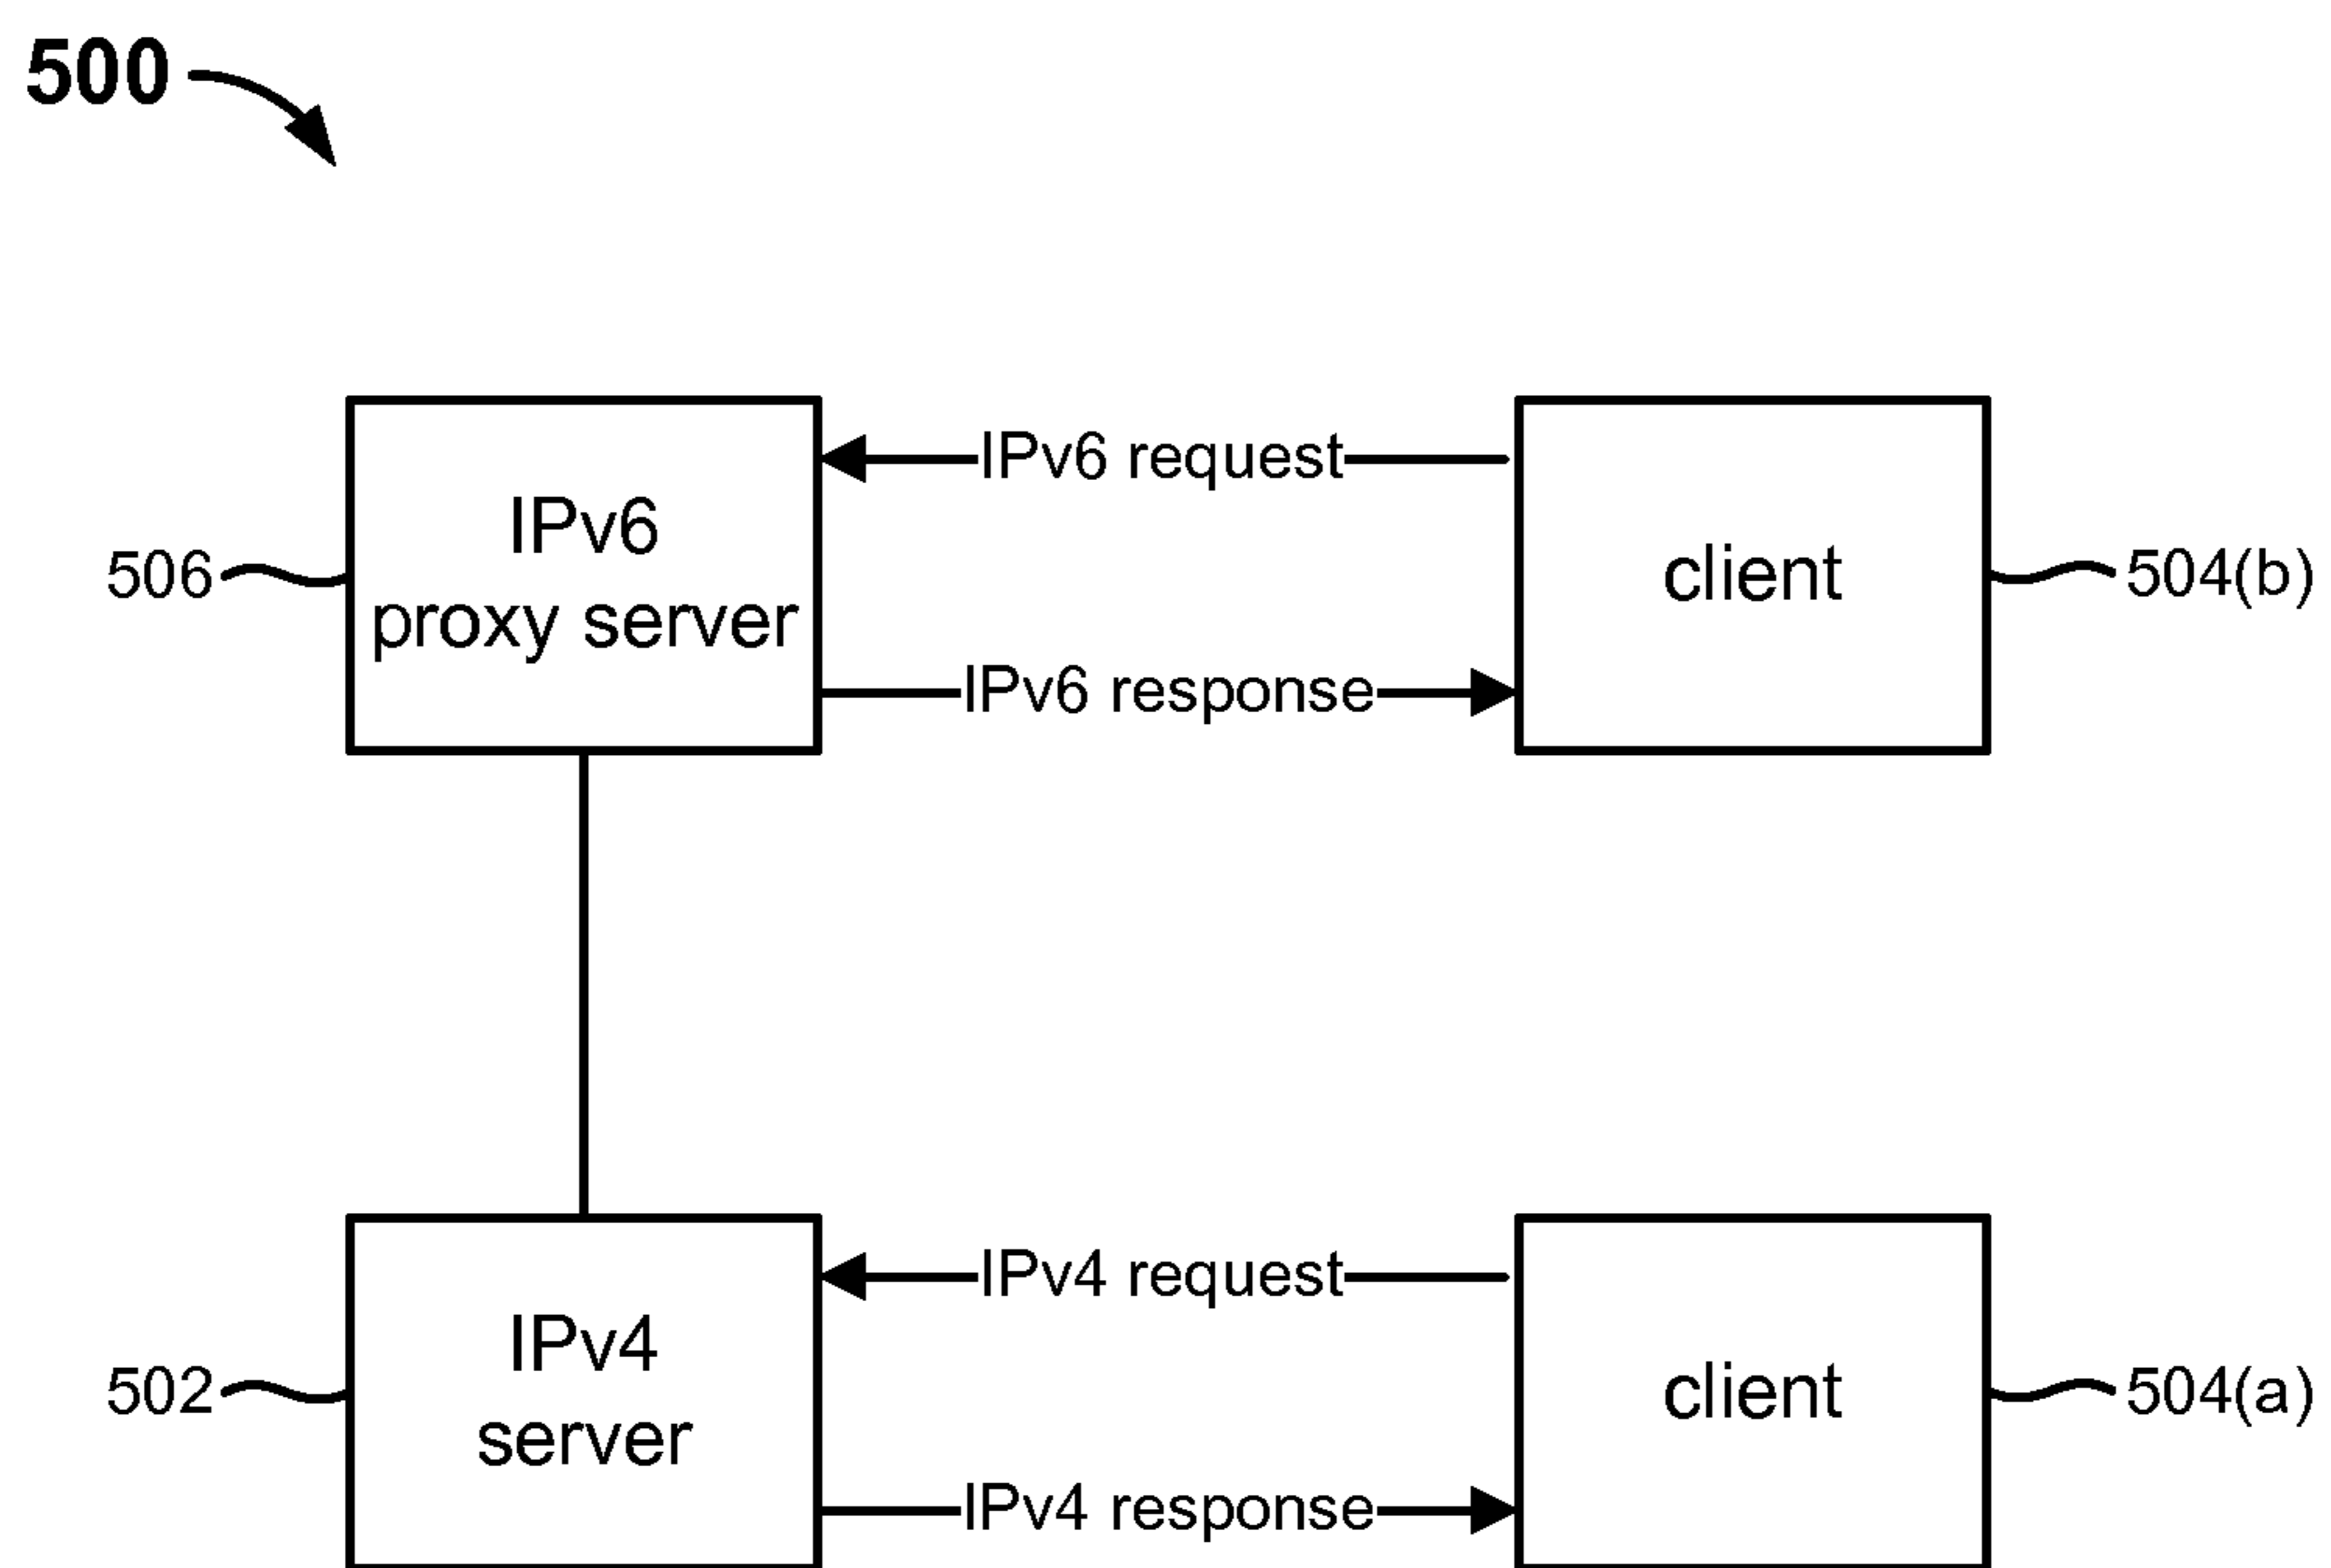 500
IPv6 request
IPv6
proxy server
client
506
504(b)
IPv6 response
IPv4 request
IPv4
server
client
502
504(a)
IPv4 response